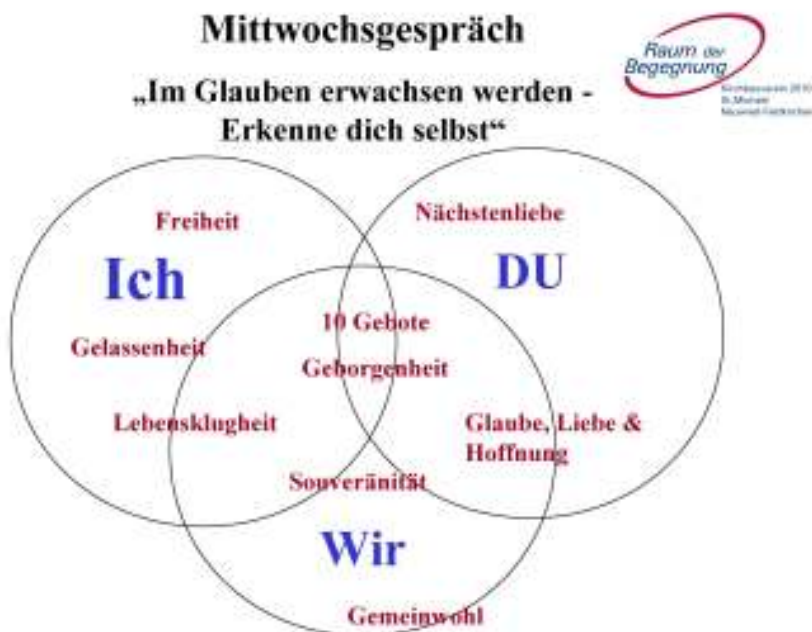 Mittwochsgespräch
„Im Glauben erwachsen werden -
Erkenne dich selbst“
Raum der
Begegnung
Freiheit
Nächstenliebe
Ich
DU
10 Gebote
Gelassenheit
Geborgenheit
Lebensklugheit
Glaube, Liebe &
Hoffnung
Souveränität
Wir
Gemeinwohl